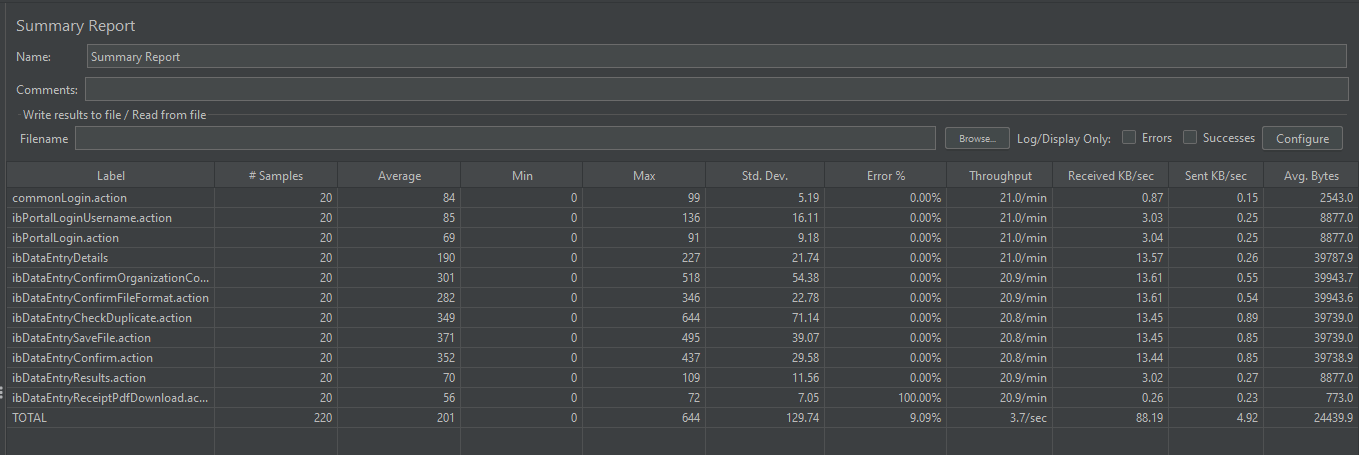 Summary Report
Name: Summary Report
Comments:
Write results to file / Read from file
Filename Browse... Log/Display Only: Errors Successes Configure
Label # Samples Average Min Max Std. Dev. Error % Throughput Received KB/sec Sent KB/sec Avg. Bytes
commonLogin.action 20 84 0 99 5.19 0.00% 21.0/min 0.87 0.15 2543.0
ibPortalLoginUsername.action 20 85 0 136 16.11 0.00% 21.0/min 3.03 0.25 8877.0
ibPortalLogin.action 20 69 0 91 9.18 0.00% 21.0/min 3.04 0.25 8877.0
ibDataEntryDetails 20 190 0 227 21.74 0.00% 21.0/min 13.57 0.26 39787.9
ibDataEntryConfirmOrganizationCo... 20 301 0 518 54.38 0.00% 20.9/min 13.61 0.55 39943.7
ibDataEntryConfirmFileFormat.action 20 282 0 346 22.78 0.00% 20.9/min 13.61 0.54 39943.6
ibDataEntryCheckDuplicate.action 20 349 0 644 71.14 0.00% 20.8/min 13.45 0.89 39739.0
ibDataEntrySaveFile.action 20 371 0 495 39.07 0.00% 20.8/min 13.45 0.85 39739.0
ibDataEntryConfirm.action 20 352 0 437 29.58 0.00% 20.8/min 13.44 0.85 39738.9
ibDataEntryResults.action 20 70 0 109 11.56 0.00% 20.9/min 3.02 0.27 8877.0
ibDataEntryReceiptPdfDownload.ac... 20 56 0 72 7.05 100.00% 20.9/min 0.26 0.23 773.0
TOTAL 220 201 0 644 129.74 9.09% 3.7/sec 88.19 4.92 24439.9